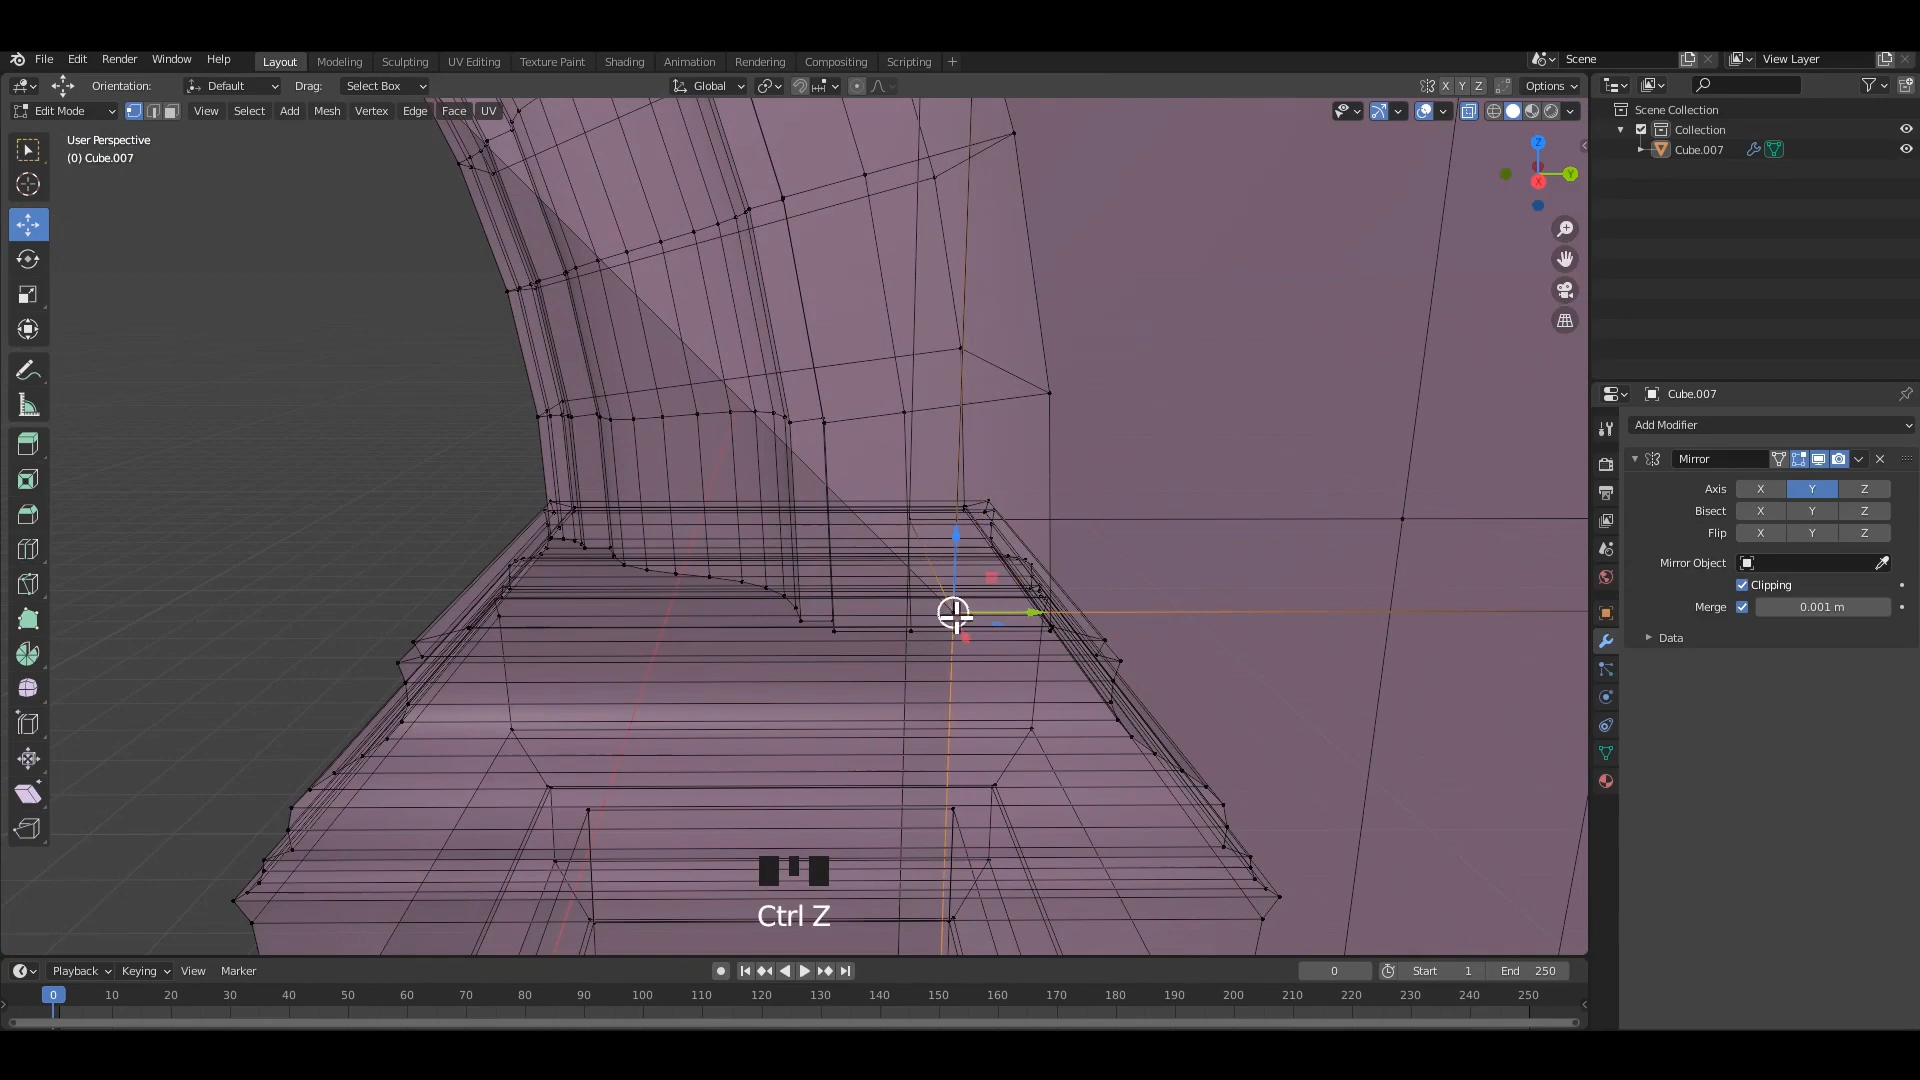 File Edit Render Window Help Layout Modeling Sculpting UV Editing Texture Paint Shading Animation Rendering Compositing Scripting + Scene View Layer
Orientation: Default Drag: Select Box Global X Y Z Options
Edit Mode View Select Add Mesh Vertex Edge Face UV
User Perspective
(0) Cube.007
Z
Y
X
Scene Collection
Collection
Cube.007
Cube.007
Add Modifier
Mirror
Axis X Y Z
Bisect X Y Z
Flip X Y Z
Mirror Object
Clipping
Merge 0.001 m
Data
Ctrl Z
Playback Keying View Marker 0 Start 1 End 250
0 10 20 30 40 50 60 70 80 90 100 110 120 130 140 150 160 170 180 190 200 210 220 230 240 250